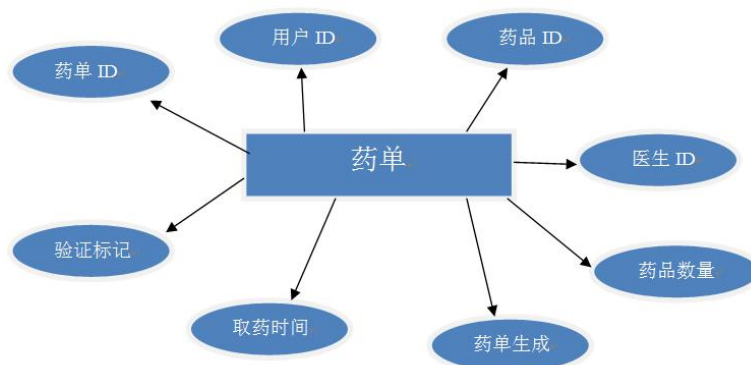 用户 ID
药品 ID
药单 ID
药单
医生 ID
验证标记
药品数量
取药时间
药单生成